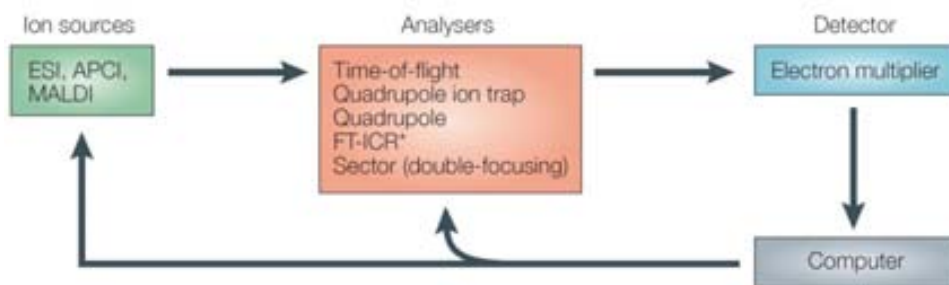 Ion sources
Analysers
Detector
ESI, APCI,
MALDI
Time-of-flight
Quadrupole ion trap
Quadrupole
FT-ICR*
Sector (double-focusing)
Electron multiplier
Computer